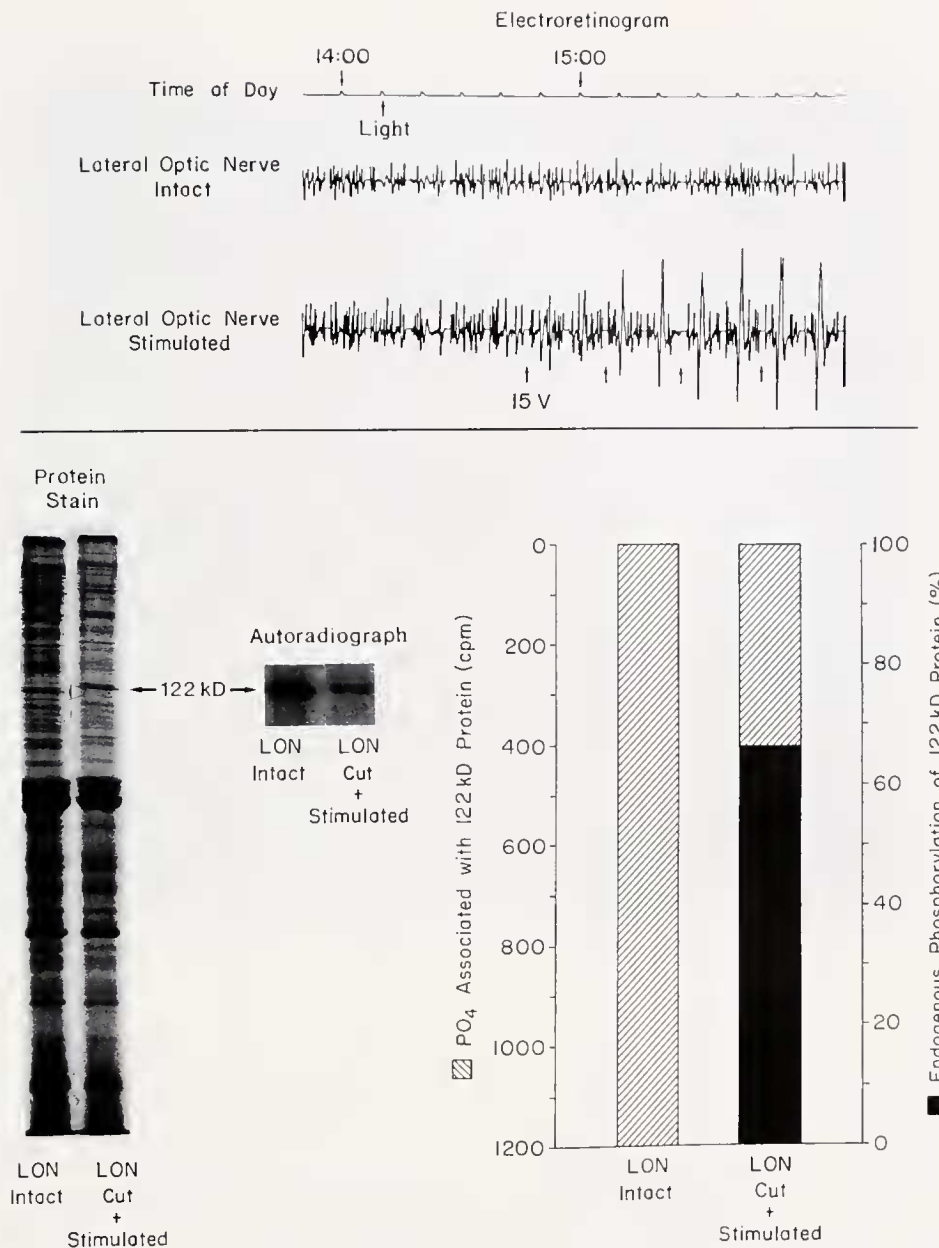 Electroretinogram
14:00
15:00
Time of Day
Light
Lateral Optic Nerve
Intact
Lateral Optic Nerve
Stimulated
15 V
Protein
Stain
Autoradiograph
122 kD
LON
Intact
LON
Cut
+
Stimulated
LON
Intact
LON
Cut
+
Stimulated
PO4 Associated with 122 kD Protein (cpm)
0
200
400
600
800
1000
1200
100
80
60
40
20
0
Endogenous Phosphorylation of 122 kD Protein (%)
LON
Intact
LON
Cut
+
Stimulated